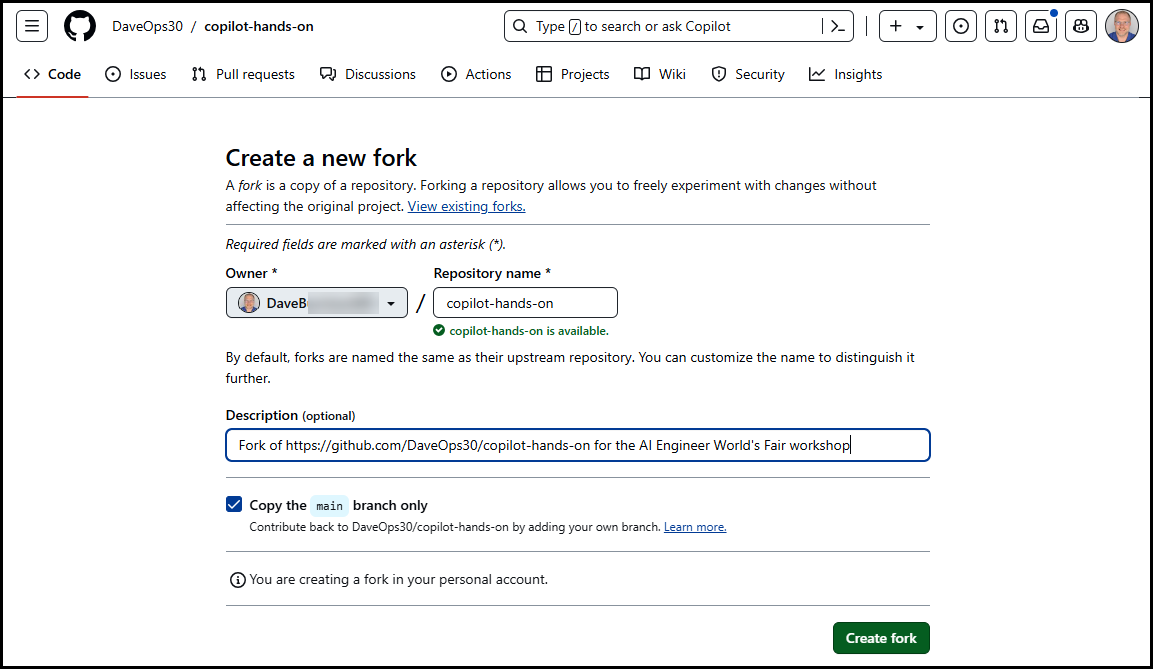 DaveOps30 / copilot-hands-on
Type / to search or ask Copilot
Code
Issues
Pull requests
Discussions
Actions
Projects
Wiki
Security
Insights
Create a new fork
A fork is a copy of a repository. Forking a repository allows you to freely experiment with changes without
affecting the original project. View existing forks.
Required fields are marked with an asterisk (*).
Owner *
Repository name *
DaveB
/
copilot-hands-on
copilot-hands-on is available.
By default, forks are named the same as their upstream repository. You can customize the name to distinguish it
further.
Description (optional)
Fork of https://github.com/DaveOps30/copilot-hands-on for the AI Engineer World's Fair workshop
Copy the main branch only
Contribute back to DaveOps30/copilot-hands-on by adding your own branch. Learn more.
You are creating a fork in your personal account.
Create fork